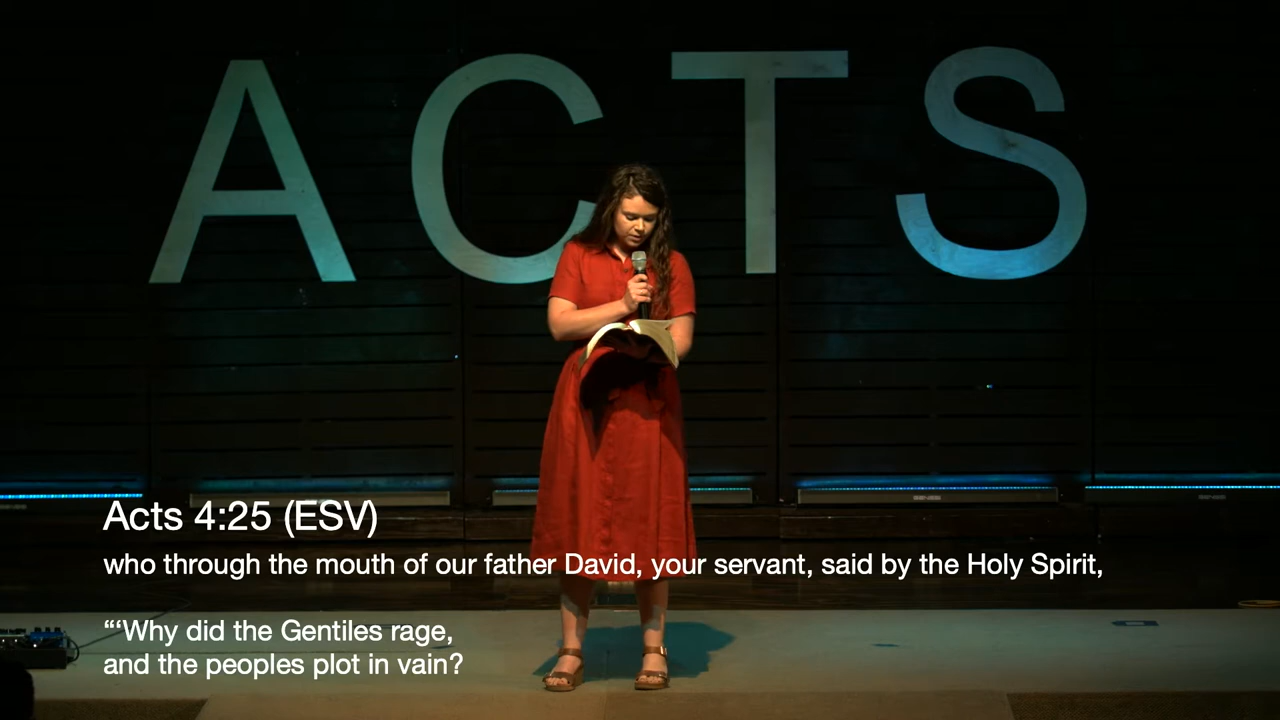 ACTS
Acts 4:25 (ESV)
who through the mouth of our father David, your servant, said by the Holy Spirit,
“‘Why did the Gentiles rage,
and the peoples plot in vain?